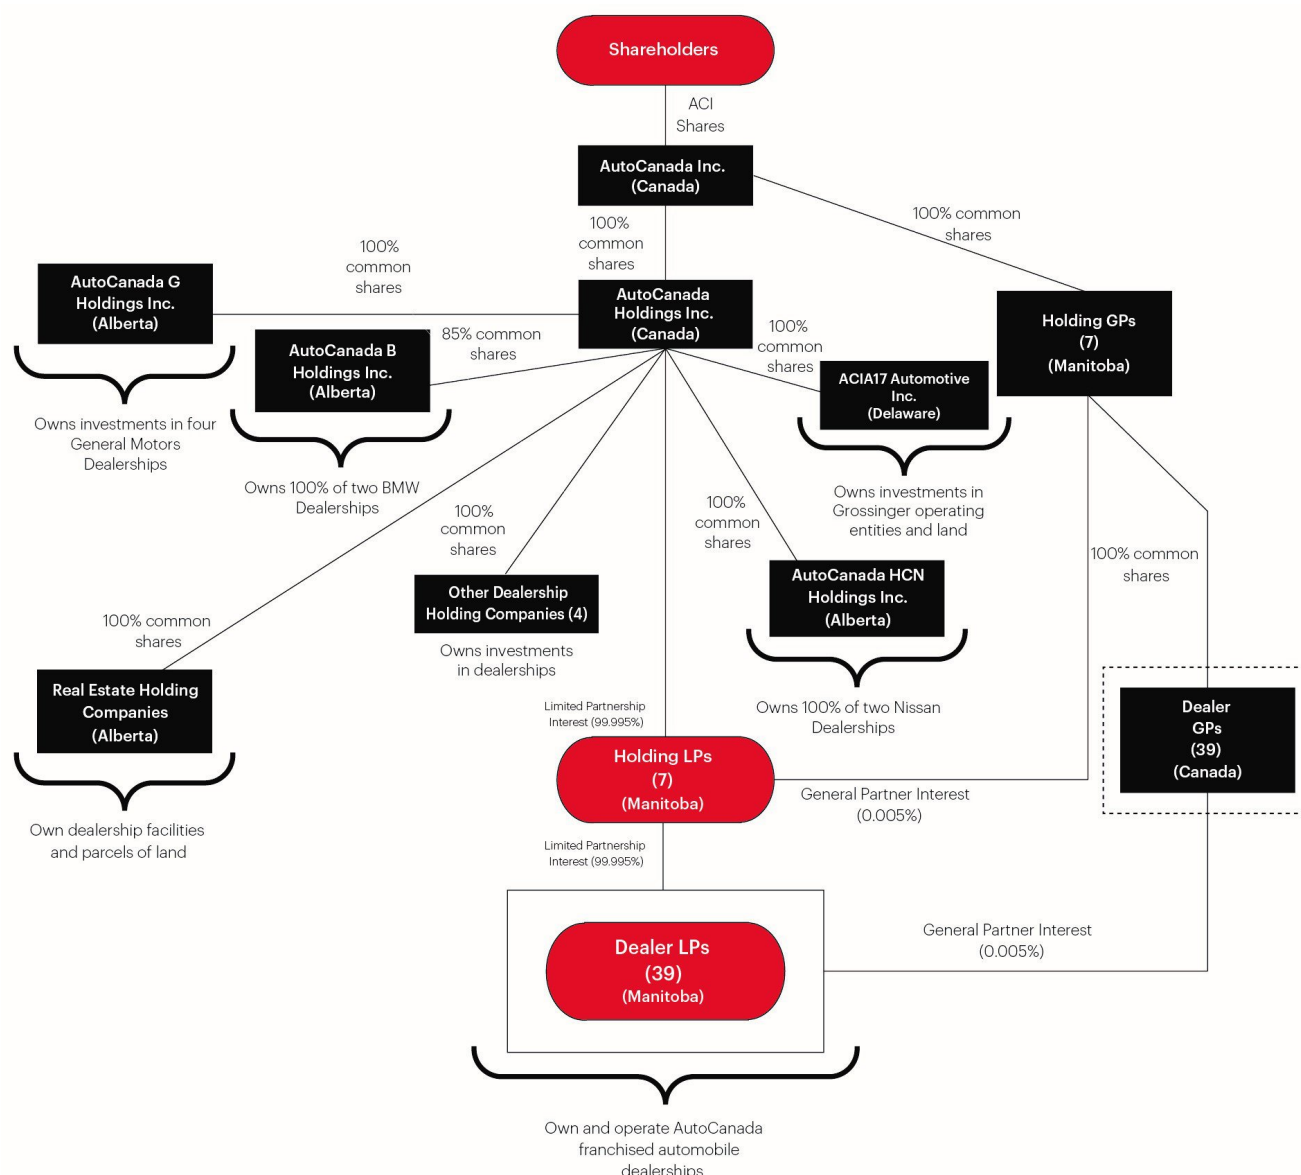 Shareholders
ACI
Shares
AutoCanada Inc.
(Canada)
100% common
shares
100%
common
shares
100%
common
shares
AutoCanada G
Holdings Inc.
(Alberta)
AutoCanada
Holdings Inc.
(Canada)
Holding GPs
(7)
(Manitoba)
85% common
shares
100%
common
shares
AutoCanada B
Holdings Inc.
(Alberta)
ACIA17 Automotive
Inc.
(Delaware)
Owns investments in four
General Motors
Dealerships
Owns 100% of two BMW
Dealerships
Owns investments in
Grossinger operating
entities and land
100%
common
shares
100%
common
shares
100% common
shares
Other Dealership
Holding Companies (4)
AutoCanada HCN
Holdings Inc.
(Alberta)
100% common
shares
Owns investments
in dealerships
Real Estate Holding
Companies
(Alberta)
Limited Partnership
Interest (99.995%)
Owns 100% of two Nissan
Dealerships
Dealer
GPs
(39)
(Canada)
Holding LPs
(7)
(Manitoba)
General Partner Interest
(0.005%)
Own dealership facilities
and parcels of land
Limited Partnership
Interest (99.995%)
General Partner Interest
(0.005%)
Dealer LPs
(39)
(Manitoba)
Own and operate AutoCanada
franchised automobile
dealerships